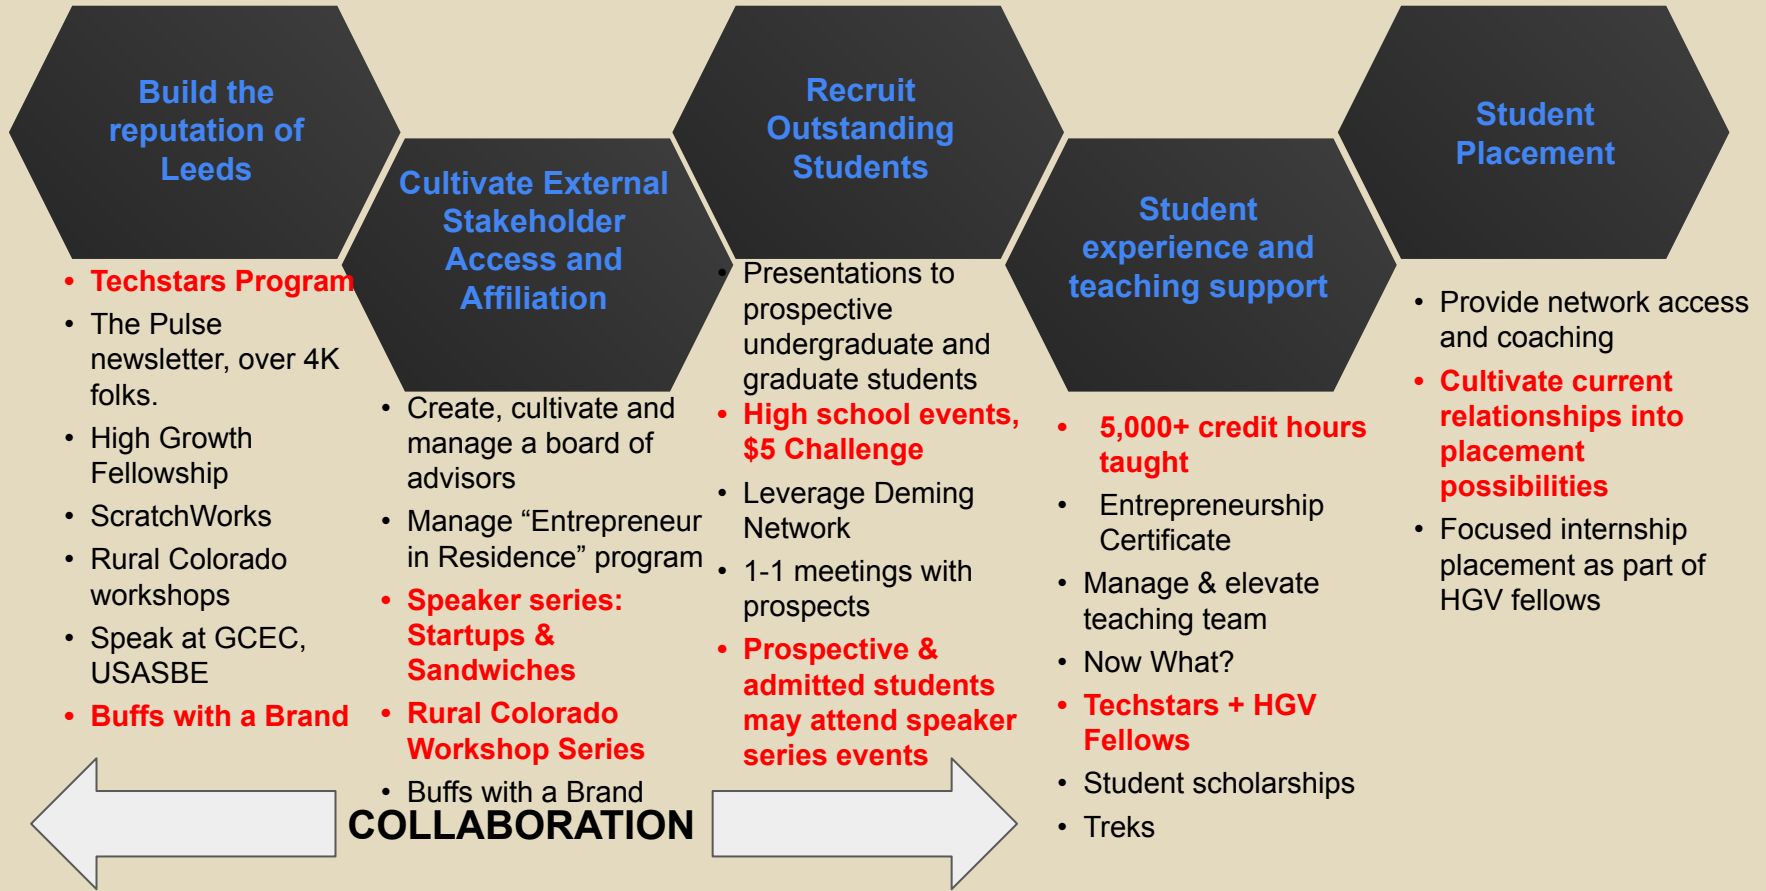 Build the
reputation of
Leeds
• Techstars Program
• The Pulse
newsletter, over 4K
folks.
• High Growth
Fellowship
• ScratchWorks
• Rural Colorado
workshops
• Speak at GCEC,
USASBE
• Buffs with a Brand
Cultivate External
Stakeholder
Access and
Affiliation
• Create, cultivate and
manage a board of
advisors
• Manage “Entrepreneur
in Residence” program
• Speaker series:
Startups &
Sandwiches
• Rural Colorado
Workshop Series
• Buffs with a Brand
Recruit
Outstanding
Students
• Presentations to
prospective
undergraduate and
graduate students
• High school events,
$5 Challenge
• Leverage Deming
Network
• 1-1 meetings with
prospects
• Prospective &
admitted students
may attend speaker
series events
Student
experience and
teaching support
• 5,000+ credit hours
taught
• Entrepreneurship
Certificate
• Manage & elevate
teaching team
• Now What?
• Techstars + HGV
Fellows
• Student scholarships
• Treks
Student
Placement
• Provide network access
and coaching
• Cultivate current
relationships into
placement
possibilities
• Focused internship
placement as part of
HGV fellows
COLLABORATION